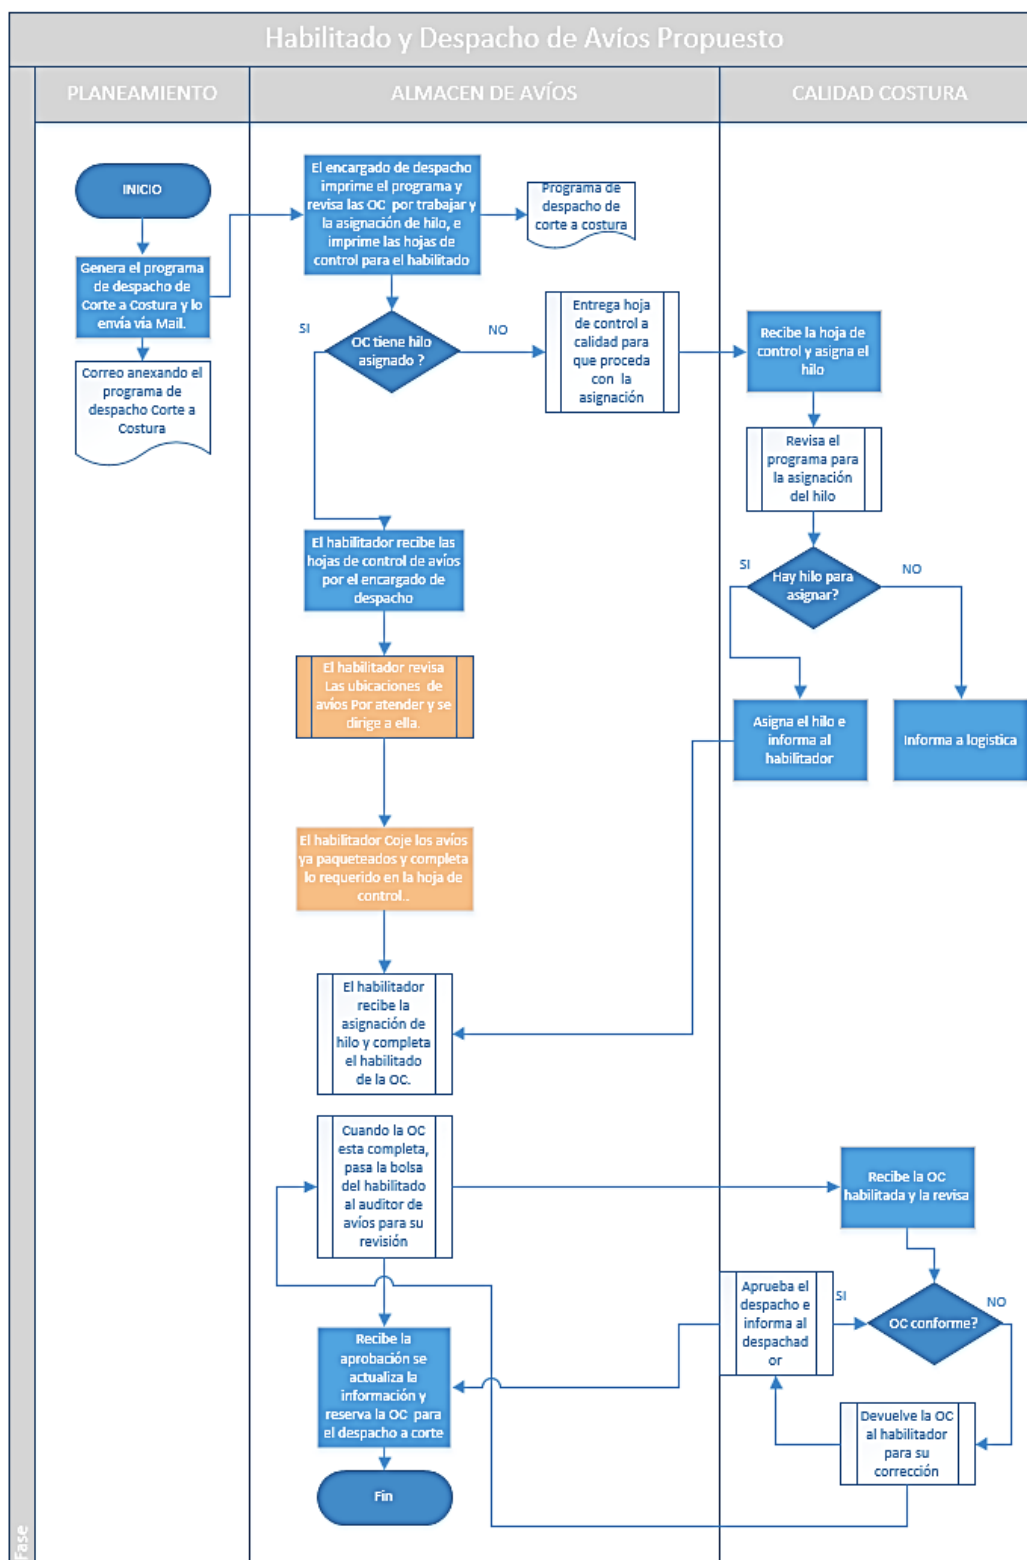 Habilitado y Despacho de Avíos Propuesto
PLANEAMIENTO
ALMACEN DE AVÍOS
CALIDAD COSTURA
INICIO
Genera el programa
de despacho de
Corte a Costura y lo
envía vía Mail.
Correo anexando el
programa de
despacho Corte a
Costura
El encargado de despacho
imprime el programa y
revisa las OC por trabajar y
la asignación de hilo, e
imprime las hojas de
control para el habilitado
Programa de
despacho de
corte a costura
SI
OC tiene hilo
asignado ?
NO
Entrega hoja
de control a
calidad para
que proceda
con la
asignación
Recibe la hoja de
control y asigna el
hilo
Revisa el
programa para
la asignación
del hilo
SI
Hay hilo para
asignar?
NO
Asigna el hilo e
informa al
habilitador
Informa a logistica
El habilitador recibe las
hojas de control de avíos
por el encargado de
despacho
El habilitador revisa
Las ubicaciones de
avíos Por atender y se
dirige a ella.
El habilitador Coje los avíos
ya paqueteados y completa
lo requerido en la hoja de
control..
El habilitador
recibe la
asignación de
hilo y completa
el habilitado
de la OC.
Cuando la OC
esta completa,
pasa la bolsa
del habilitado
al auditor de
avíos para su
revisión
Recibe la OC
habilitada y la revisa
Aprueba el
despacho e
informa al
despachad
or
SI
OC conforme?
NO
Devuelve la OC
al habilitador
para su
corrección
Recibe la
aprobación se
actualiza la
información y
reserva la OC para
el despacho a corte
Fin
Fase